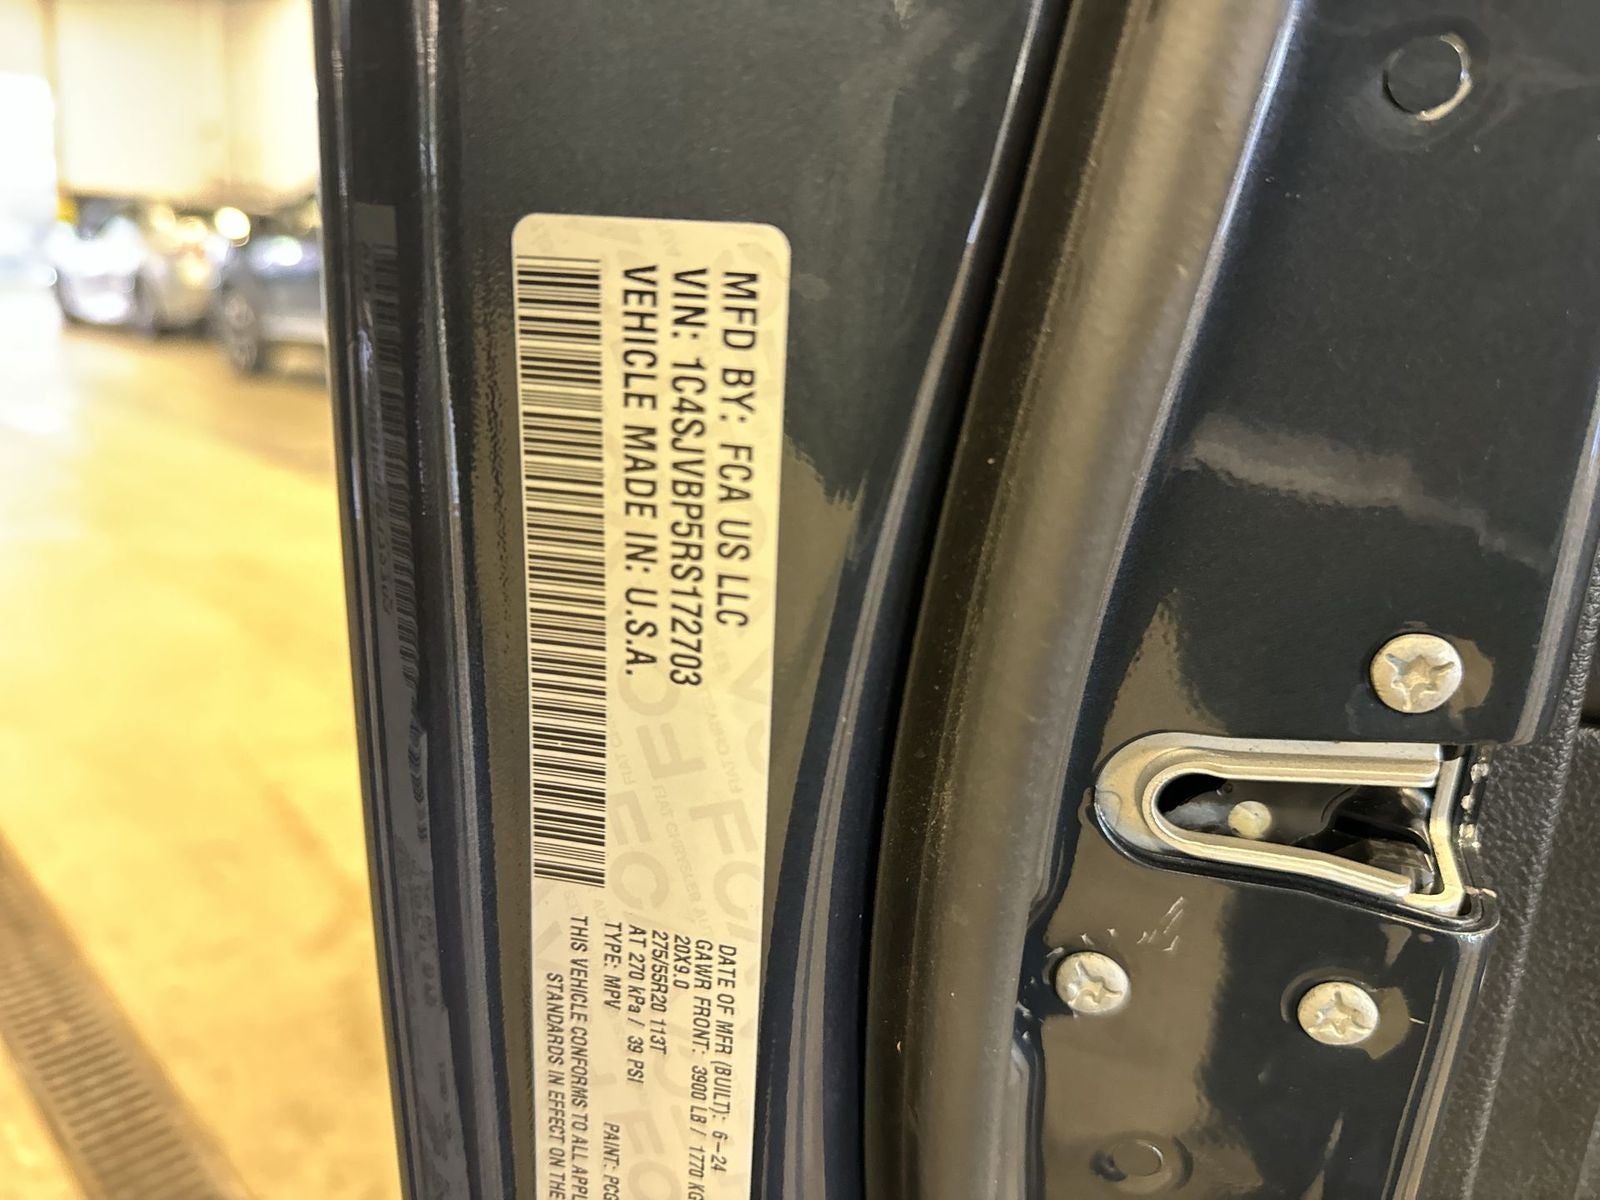 MFD BY: FCA US LLC
VIN: 1C4SJVBP5RS172703
VEHICLE MADE IN: U.S.A.
DATE OF MFR (BUILT): 6-24
GAWR FRONT: 3900 LB / 1770 KG
20X9.0
275/55R20 113T
AT 270 kPa / 39 PSI
TYPE: MPV PAINT: PCG
THIS VEHICLE CONFORMS TO ALL APPL
STANDARDS IN EFFECT ON THE